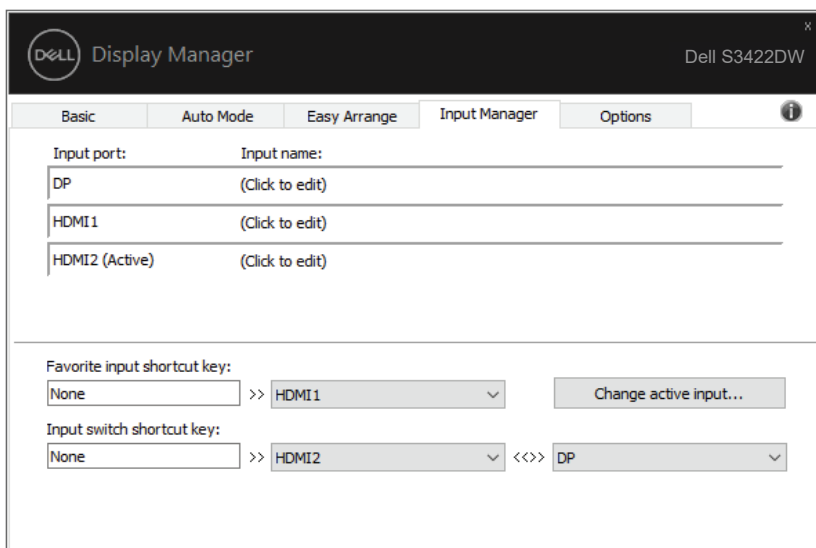 x
DELL Display Manager
Dell S3422DW
Basic Auto Mode Easy Arrange Input Manager Options i
Input port: Input name:
DP (Click to edit)
HDMI1 (Click to edit)
HDMI2 (Active) (Click to edit)
Favorite input shortcut key:
None >> HDMI1 Change active input...
Input switch shortcut key:
None >> HDMI2 <<>> DP